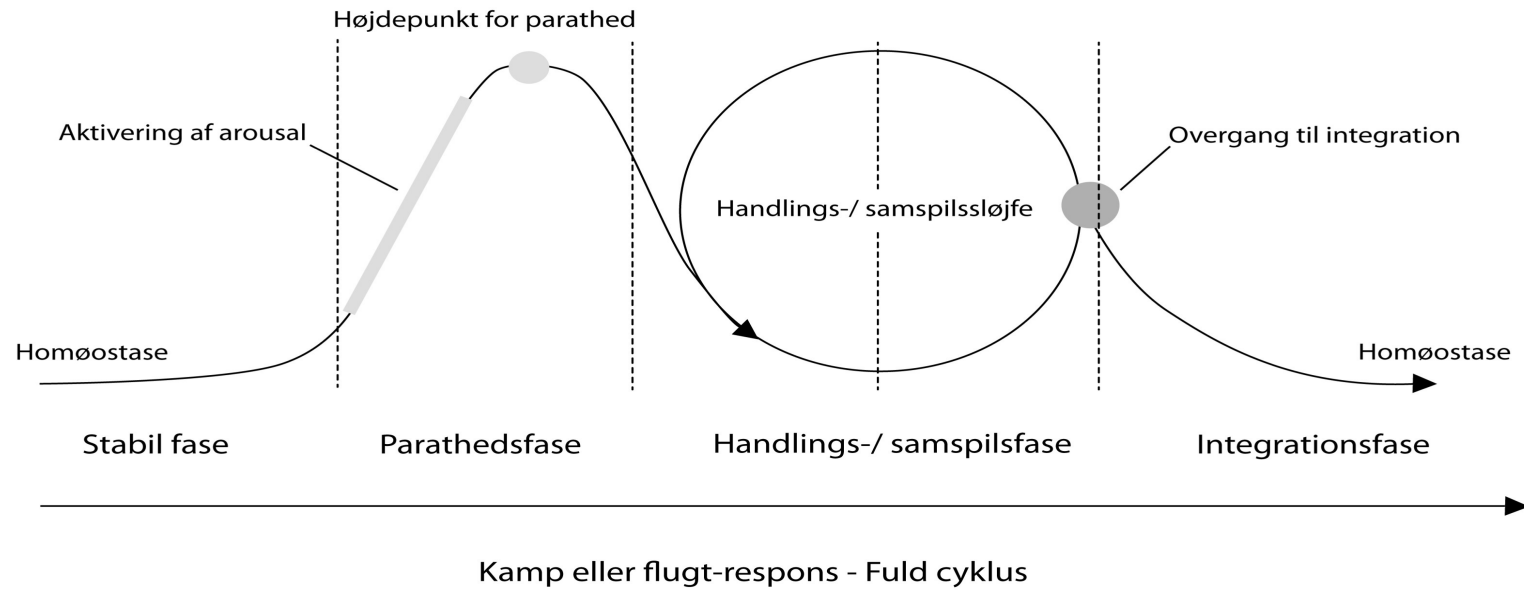 Højdepunkt for parathed
Aktivering af arousal
Overgang til integration
Handlings-/ samspilssløjfe
Homøostase
Homøostase
Stabil fase
Parathedsfase
Handlings-/ samspilsfase
Integrationsfase
Kamp eller flugt-respons - Fuld cyklus